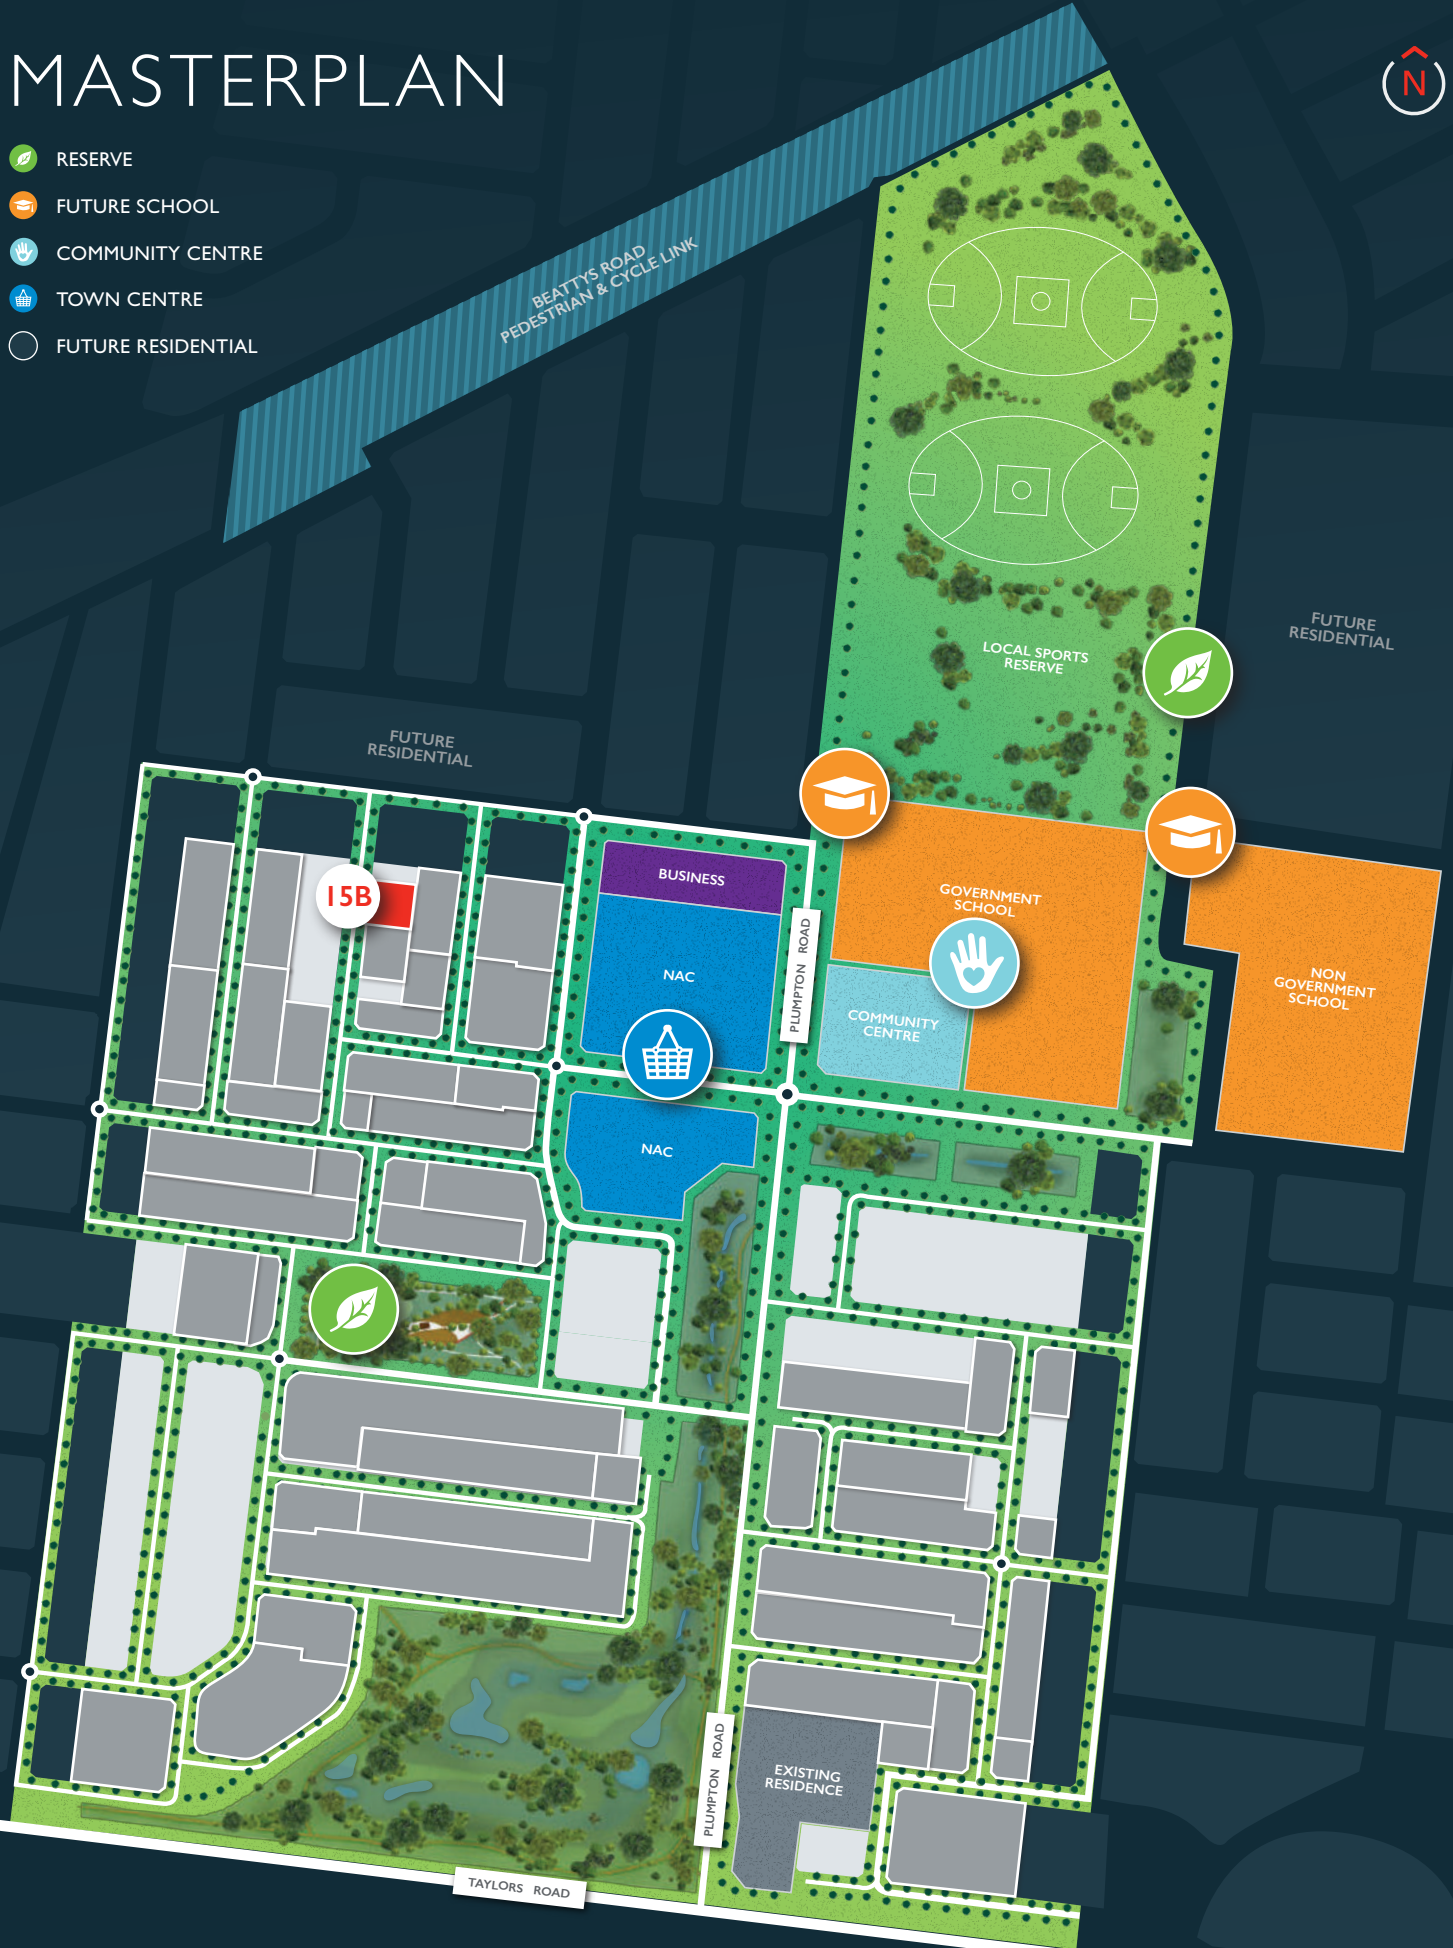 MASTERPLAN
N
RESERVE
FUTURE SCHOOL
COMMUNITY CENTRE
TOWN CENTRE
FUTURE RESIDENTIAL
BEATTYS ROAD
PEDESTRIAN & CYCLE LINK
FUTURE
RESIDENTIAL
LOCAL SPORTS
RESERVE
FUTURE
RESIDENTIAL
BUSINESS
15B
GOVERNMENT
SCHOOL
NAC
PLUMPTON ROAD
NON
GOVERNMENT
SCHOOL
COMMUNITY
CENTRE
NAC
EXISTING
RESIDENCE
PLUMPTON ROAD
TAYLORS ROAD